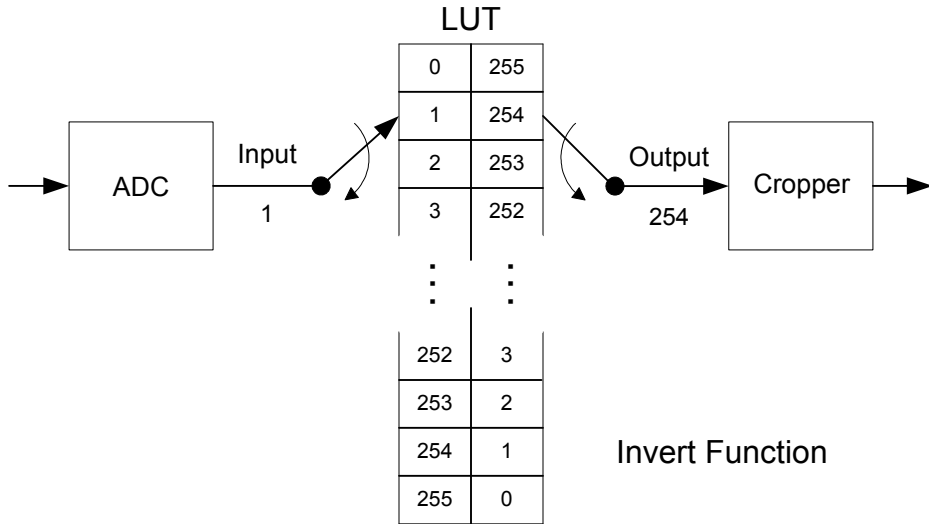 LUT
0 255
1 254
2 253
3 252
ADC
Input
1
Output
254
Cropper
252 3
253 2
254 1
255 0
Invert Function